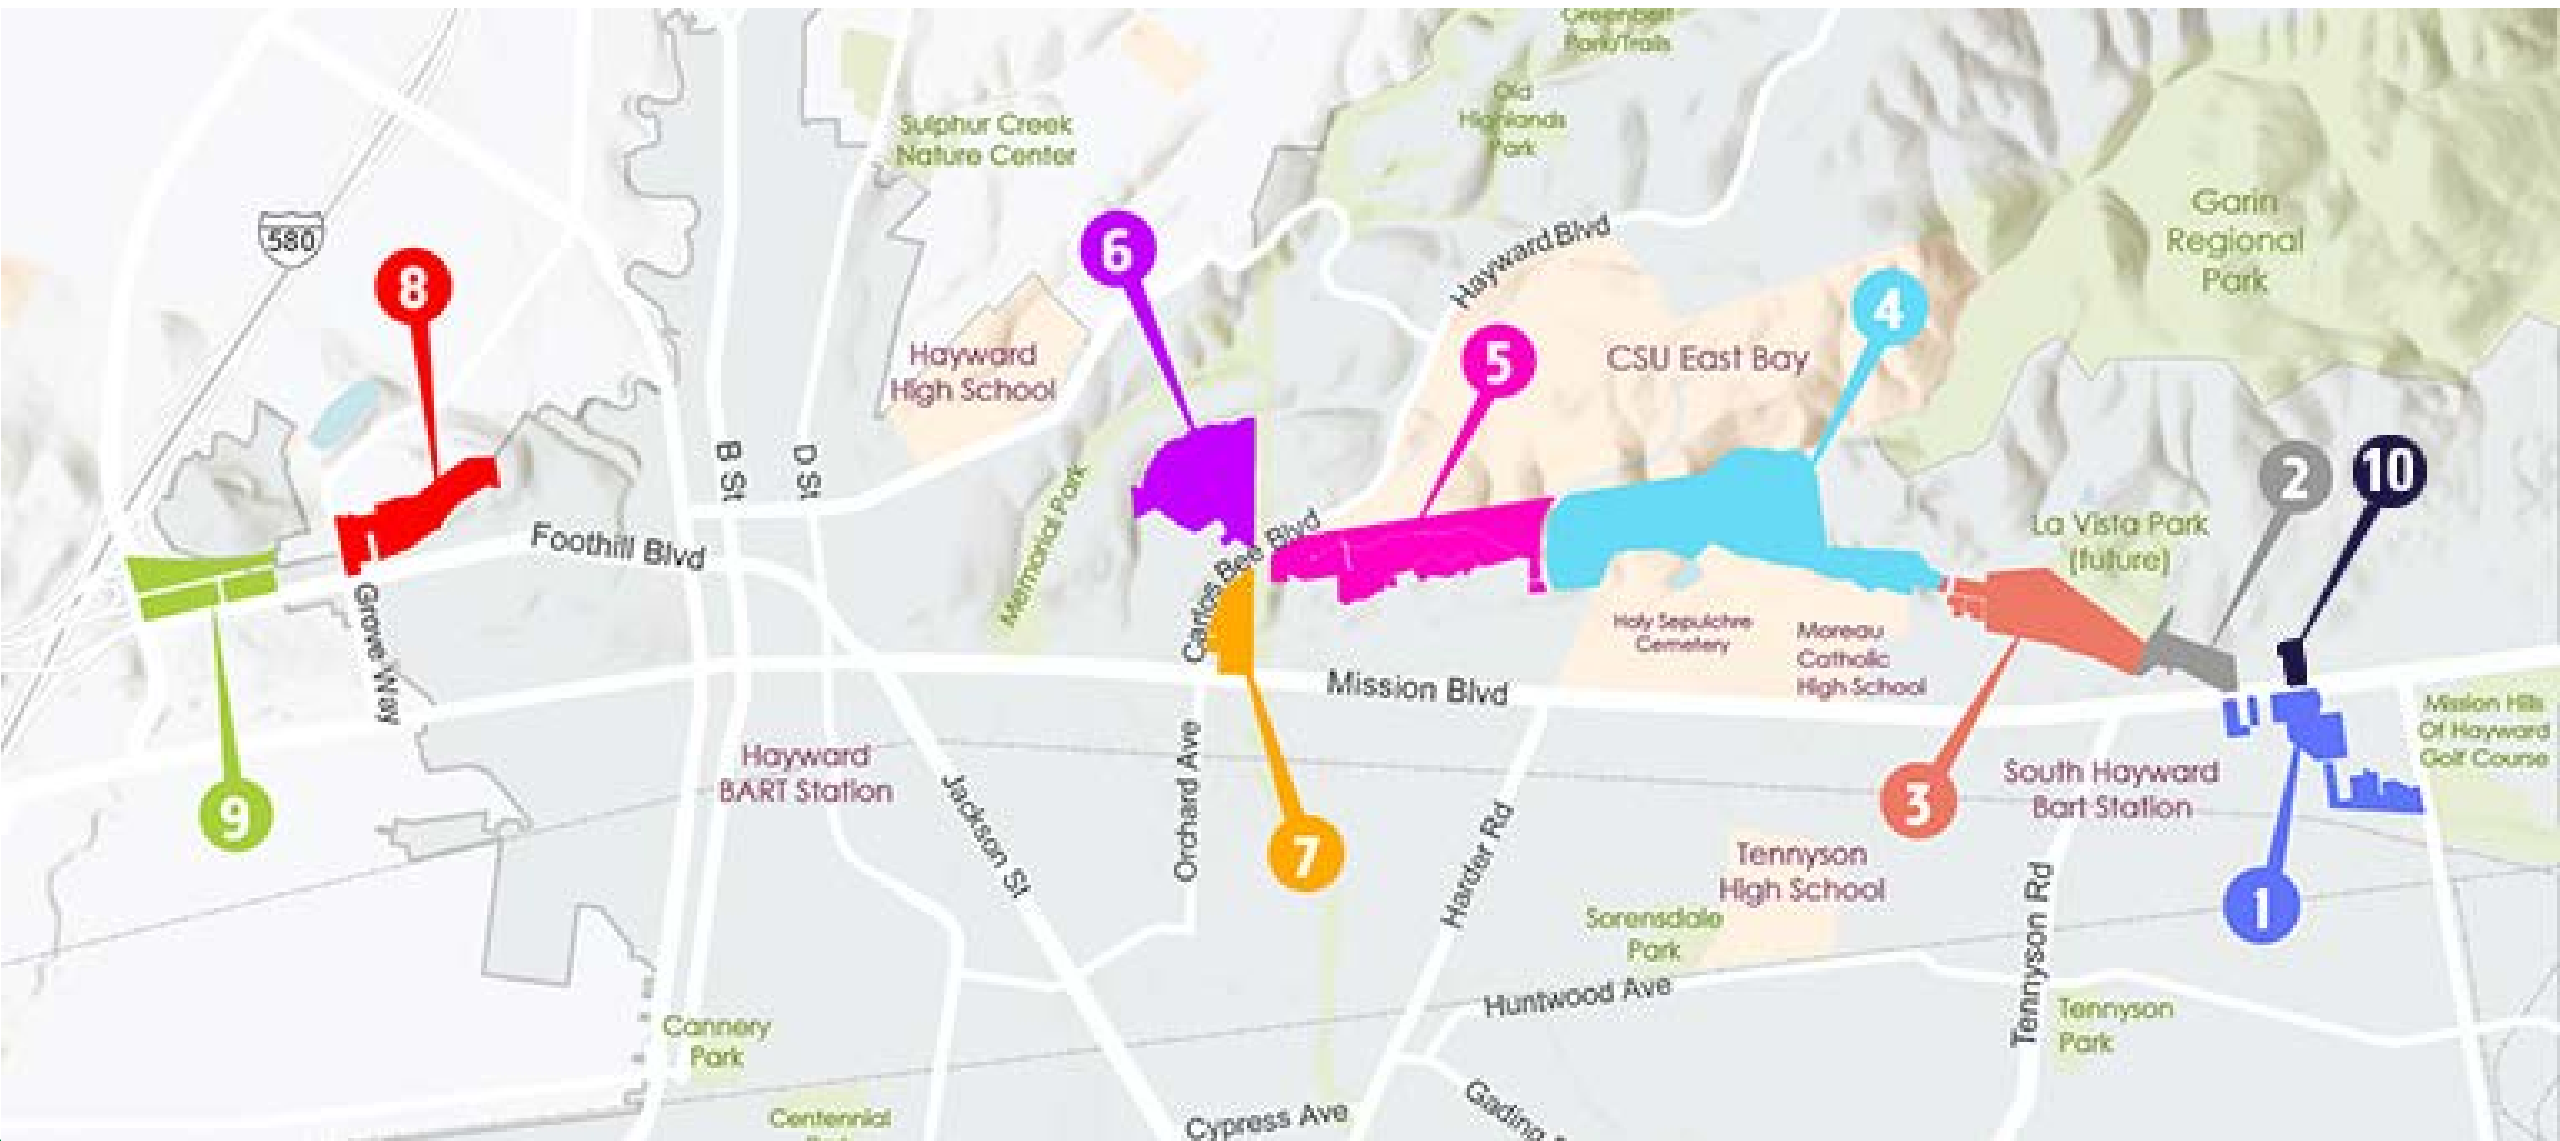 Greenbelt
Park/Trails
Old
Highlands
Park
Sulphur Creek
Nature Center
Garin
Regional
Park
580
8
6
Hayward Blvd
5
4
CSU East Bay
Hayward
High School
B St
D St
2
10
Memorial Park
La Vista Park
(future)
Foothill Blvd
Carlos Bee Blvd
Grove Way
Holy Sepulchre
Cemetery
Moreau
Catholic
High School
Mission Blvd
Mission Hills
Of Hayward
Golf Course
Hayward
BART Station
Jackson St
Orchard Ave
Harder Rd
South Hayward
Bart Station
9
7
3
1
Tennyson
High School
Sorensdale
Park
Tennyson Rd
Huntwood Ave
Cannery
Park
Tennyson
Park
Centennial
Cypress Ave
Gading